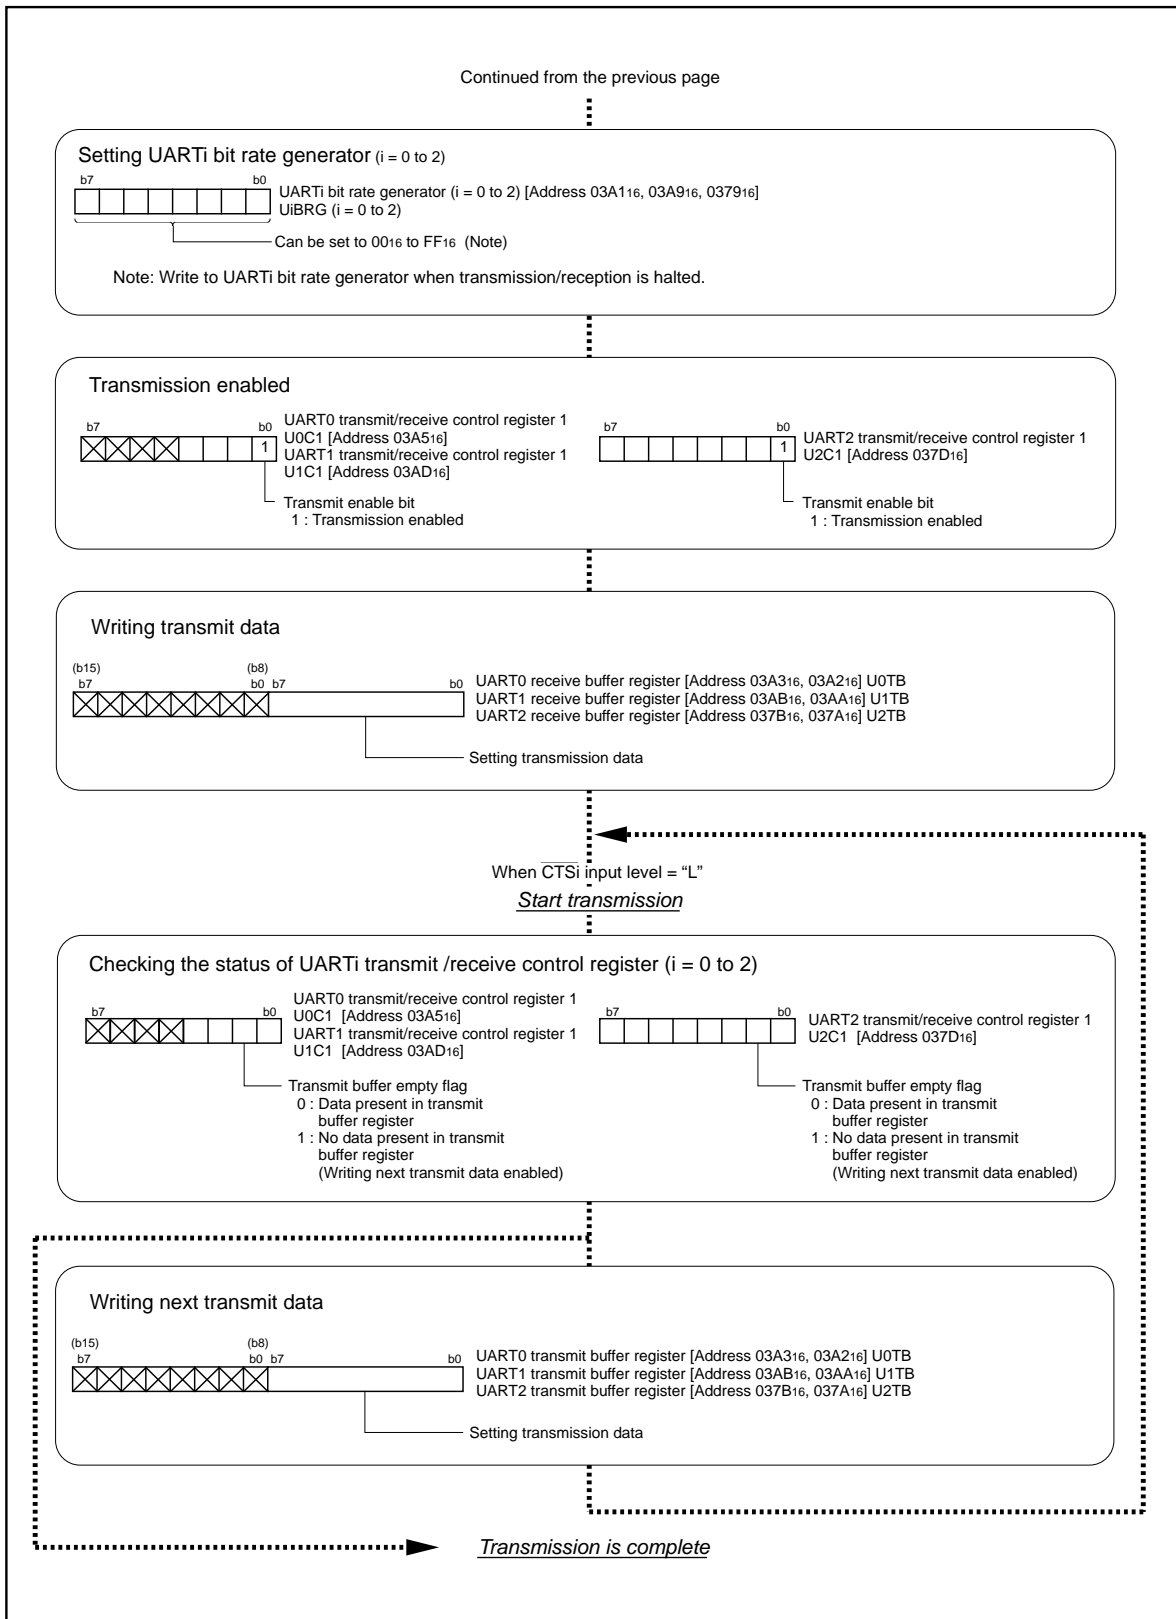 Continued from the previous page
Setting UARTi bit rate generator (i = 0 to 2)
b7 b0
UARTi bit rate generator (i = 0 to 2) [Address 03A116, 03A916, 037916]
UiBRG (i = 0 to 2)
Can be set to 0016 to FF16 (Note)
Note: Write to UARTi bit rate generator when transmission/reception is halted.
Transmission enabled
b7 b0
1
UART0 transmit/receive control register 1
U0C1 [Address 03A516]
UART1 transmit/receive control register 1
U1C1 [Address 03AD16]
Transmit enable bit
1 : Transmission enabled
b7 b0
1
UART2 transmit/receive control register 1
U2C1 [Address 037D16]
Transmit enable bit
1 : Transmission enabled
Writing transmit data
(b15) (b8)
b7 b0 b7 b0
UART0 receive buffer register [Address 03A316, 03A216] U0TB
UART1 receive buffer register [Address 03AB16, 03AA16] U1TB
UART2 receive buffer register [Address 037B16, 037A16] U2TB
Setting transmission data
When CTSi input level = “L”
Start transmission
Checking the status of UARTi transmit /receive control register (i = 0 to 2)
b7 b0
UART0 transmit/receive control register 1
U0C1 [Address 03A516]
UART1 transmit/receive control register 1
U1C1 [Address 03AD16]
Transmit buffer empty flag
0 : Data present in transmit
buffer register
1 : No data present in transmit
buffer register
(Writing next transmit data enabled)
b7 b0
UART2 transmit/receive control register 1
U2C1 [Address 037D16]
Transmit buffer empty flag
0 : Data present in transmit
buffer register
1 : No data present in transmit
buffer register
(Writing next transmit data enabled)
Writing next transmit data
(b15) (b8)
b7 b0 b7 b0
UART0 transmit buffer register [Address 03A316, 03A216] U0TB
UART1 transmit buffer register [Address 03AB16, 03AA16] U1TB
UART2 transmit buffer register [Address 037B16, 037A16] U2TB
Setting transmission data
Transmission is complete